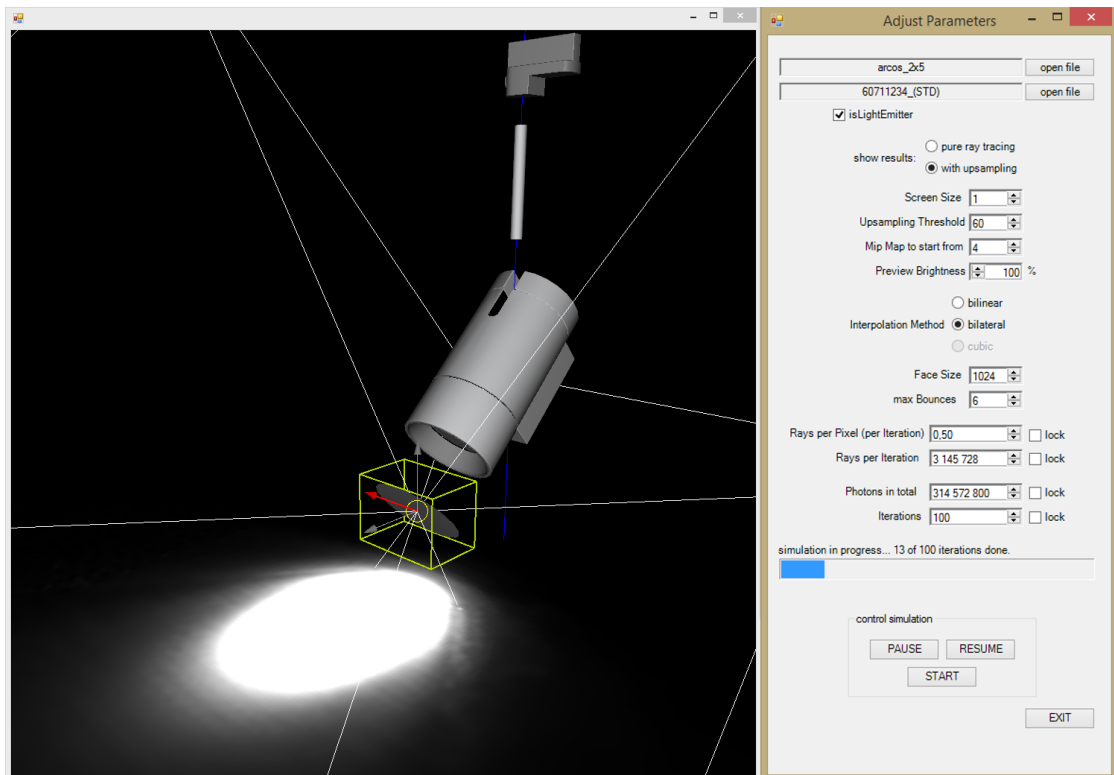 Adjust Parameters
arcos_2x5 open file
60711234_(STD) open file
isLightEmitter
show results:
pure ray tracing
with upsampling
Screen Size 1
Upsampling Threshold 60
Mip Map to start from 4
Preview Brightness 100 %
Interpolation Method
bilinear
bilateral
cubic
Face Size 1024
max Bounces 6
Rays per Pixel (per Iteration) 0,50 lock
Rays per Iteration 3 145 728 lock
Photons in total 314 572 800 lock
Iterations 100 lock
simulation in progress... 13 of 100 iterations done.
control simulation
PAUSE RESUME
START
EXIT